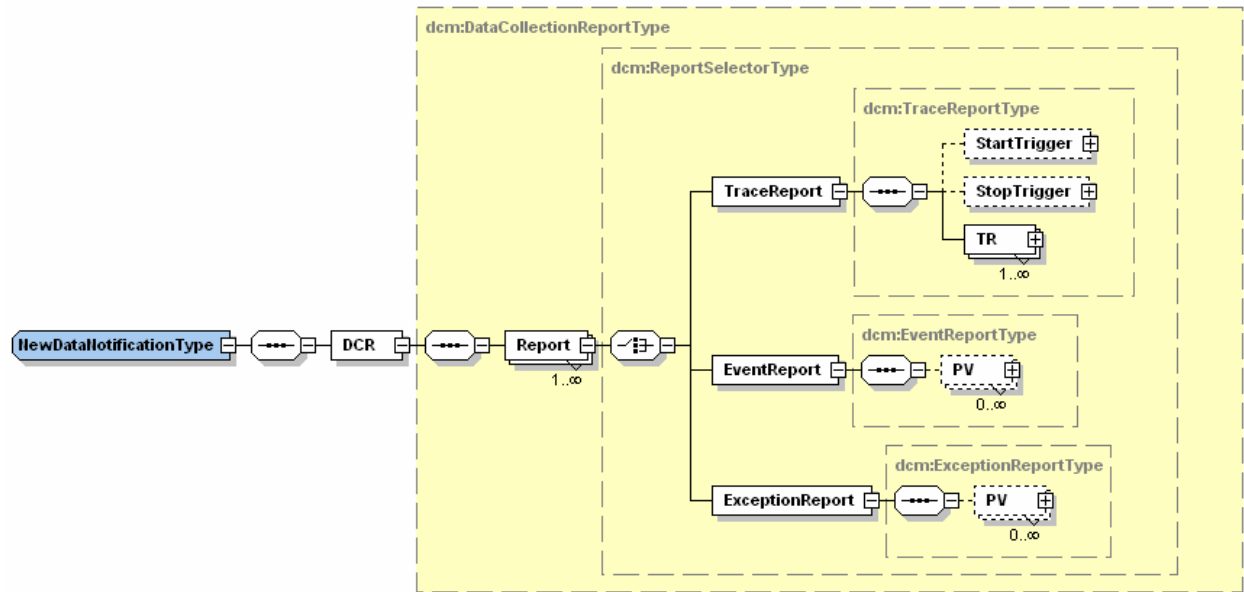 dcm:DataCollectionReportType
dcm:ReportSelectorType
dcm:TraceReportType
StartTrigger
TraceReport
StopTrigger
TR
1..∞
NewDataNotificationType
DCR
Report
1..∞
dcm:EventReportType
EventReport
PV
0..∞
dcm:ExceptionReportType
ExceptionReport
PV
0..∞